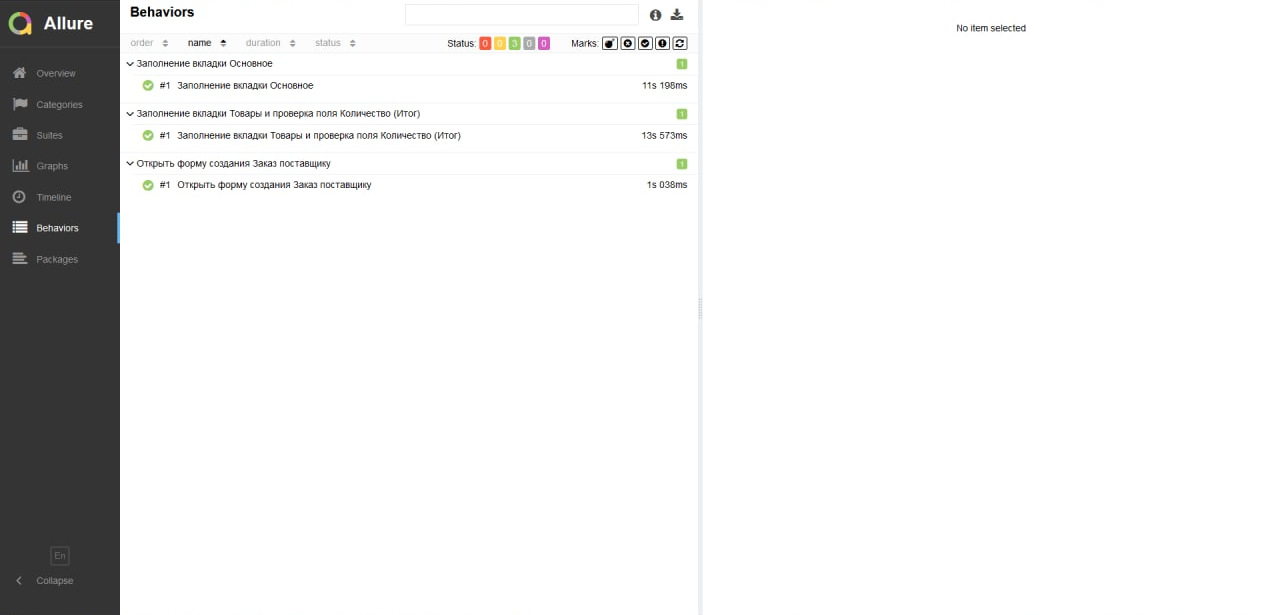 Allure
Overview
Categories
Suites
Graphs
Timeline
Behaviors
Packages
En
Collapse
Behaviors
order name duration status Status: 0 0 3 0 0 Marks:
Заполнение вкладки Основное 1
#1 Заполнение вкладки Основное 11s 198ms
Заполнение вкладки Товары и проверка поля Количество (Итог) 1
#1 Заполнение вкладки Товары и проверка поля Количество (Итог) 13s 573ms
Открыть форму создания Заказ поставщику 1
#1 Открыть форму создания Заказ поставщику 1s 038ms
No item selected